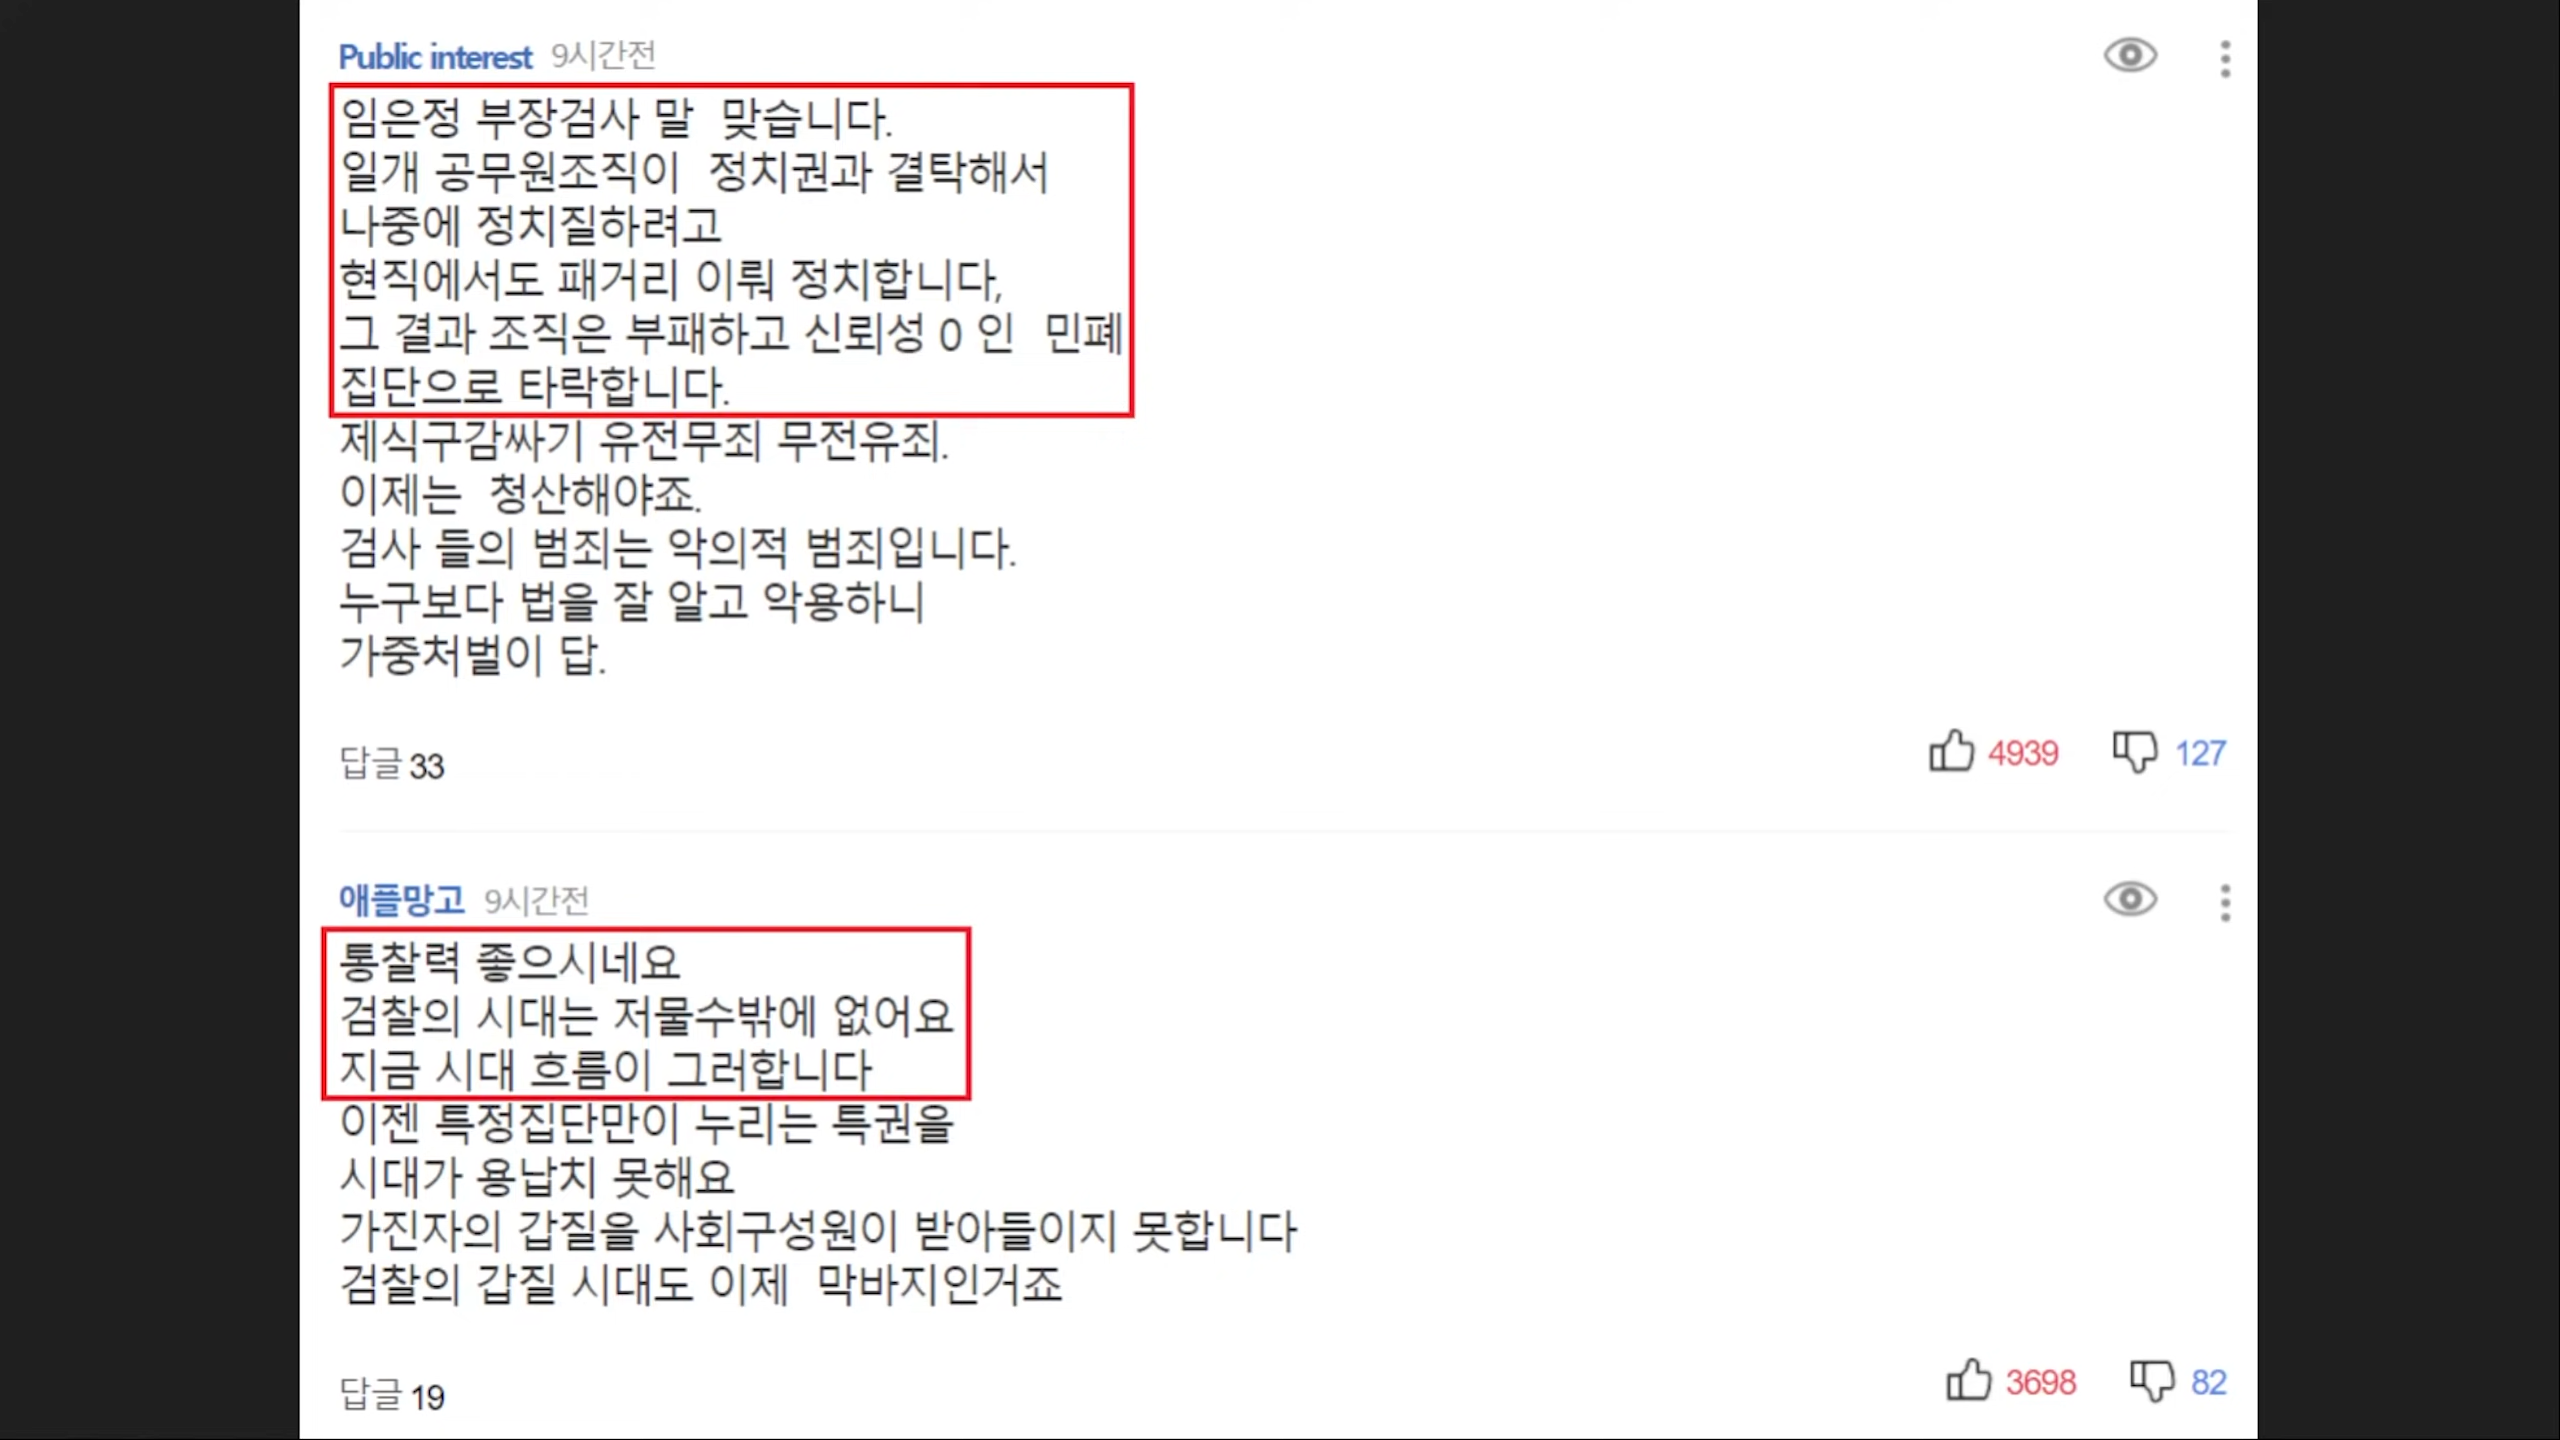 Public interest 9시간전
임은정 부장검사 말 맞습니다.
일개 공무원조직이 정치권과 결탁해서
나중에 정치질하려고
현직에서도 패거리 이뤄 정치합니다,
그 결과 조직은 부패하고 신뢰성 0 인 민폐
집단으로 타락합니다.
제식구감싸기 유전무죄 무전유죄.
이제는 청산해야죠.
검사 들의 범죄는 악의적 범죄입니다.
누구보다 법을 잘 알고 악용하니
가중처벌이 답.
답글 33 4939 127
애플망고 9시간전
통찰력 좋으시네요
검찰의 시대는 저물수밖에 없어요
지금 시대 흐름이 그러합니다
이젠 특정집단만이 누리는 특권을
시대가 용납치 못해요
가진자의 갑질을 사회구성원이 받아들이지 못합니다
검찰의 갑질 시대도 이제 막바지인거죠
답글 19 3698 82